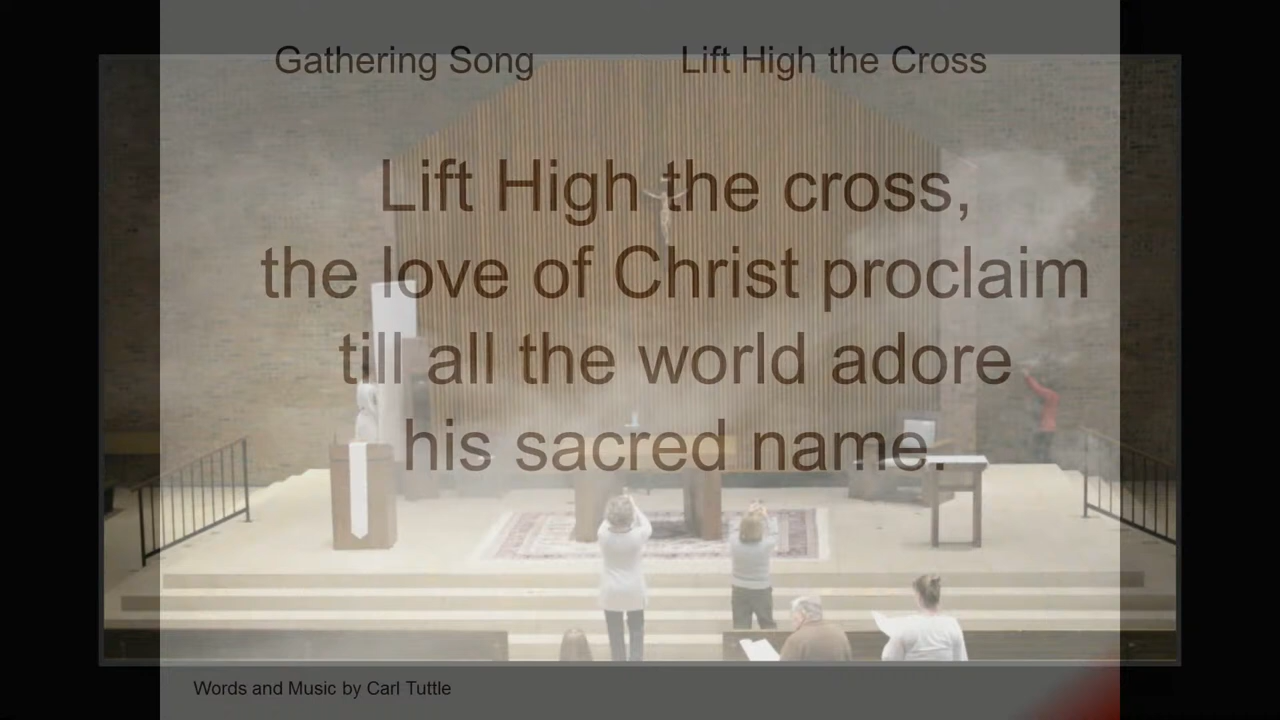 Gathering Song Lift High the Cross
Lift High the cross,
the love of Christ proclaim
till all the world adore
his sacred name.
Words and Music by Carl Tuttle